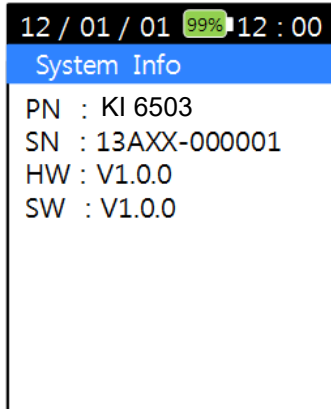 12 / 01 / 01 99% 12 : 00
System Info
PN : KI 6503
SN : 13AXX-000001
HW : V1.0.0
SW : V1.0.0